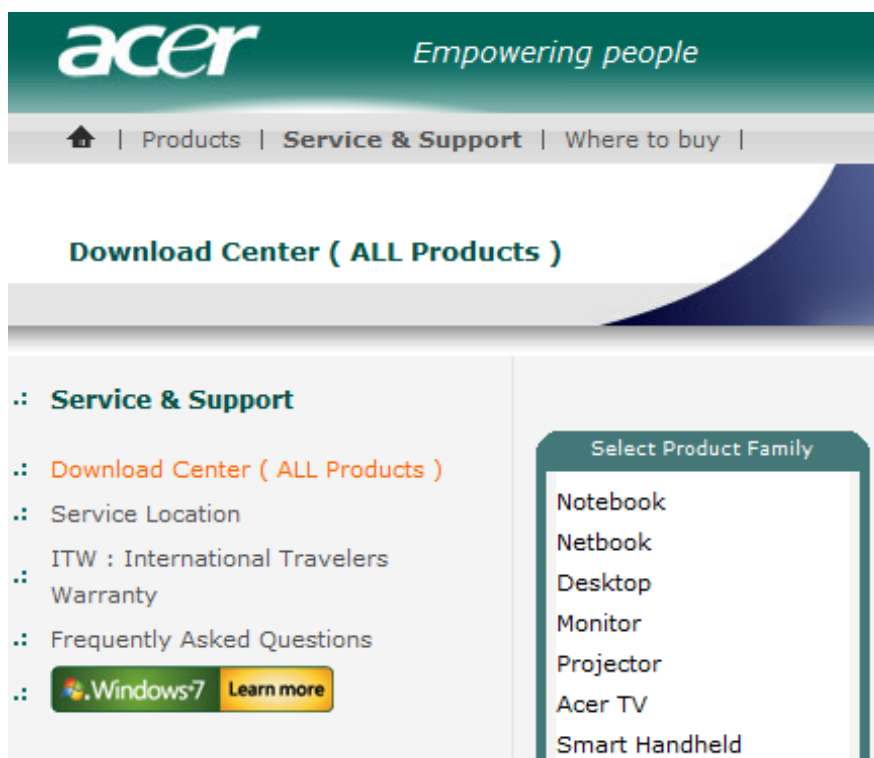 acer
Empowering people
| Products | Service & Support | Where to buy |
Download Center ( ALL Products )
.: Service & Support
.: Download Center ( ALL Products )
.: Service Location
.: ITW : International Travelers
Warranty
.: Frequently Asked Questions
.: Windows 7 Learn more
Select Product Family
Notebook
Netbook
Desktop
Monitor
Projector
Acer TV
Smart Handheld